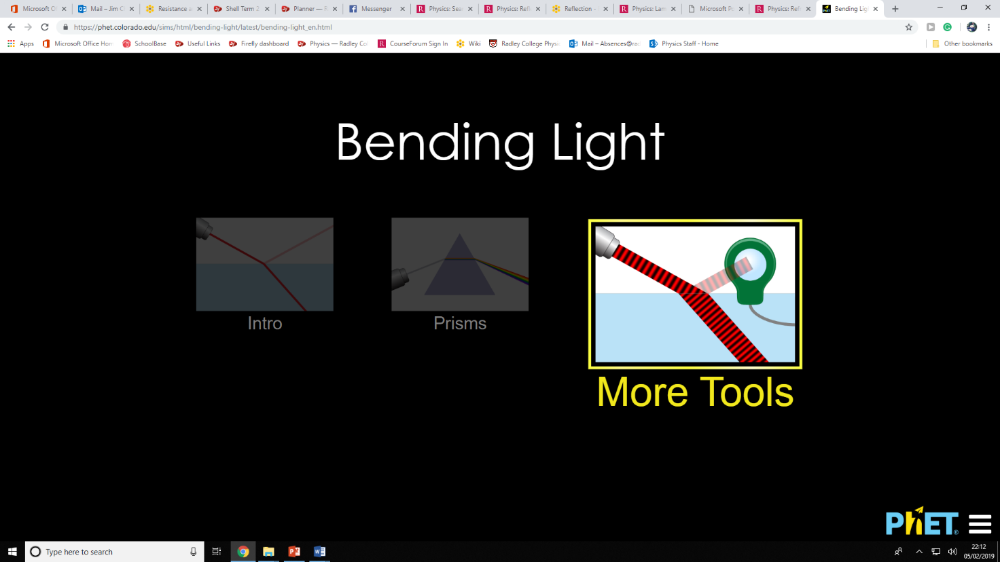 Microsoft O
Mail – Jim C
Resistance a
Shell Term 2
Planner — R
Messenger
Physics: Sea
Physics: Refl
Reflection -
Physics: Lam
Microsoft Po
Physics: Ref
Bending Lig
https://phet.colorado.edu/sims/html/bending-light/latest/bending-light_en.html
Apps
Microsoft Office Hom
SchoolBase
Useful Links
Firefly dashboard
Physics — Radley Co
CourseForum Sign In
Wiki
Radley College Physi
Mail – Absences@rad
Physics Staff - Home
Other bookmarks
Bending Light
Intro
Prisms
More Tools
PhET
Type here to search
22:12
05/02/2019